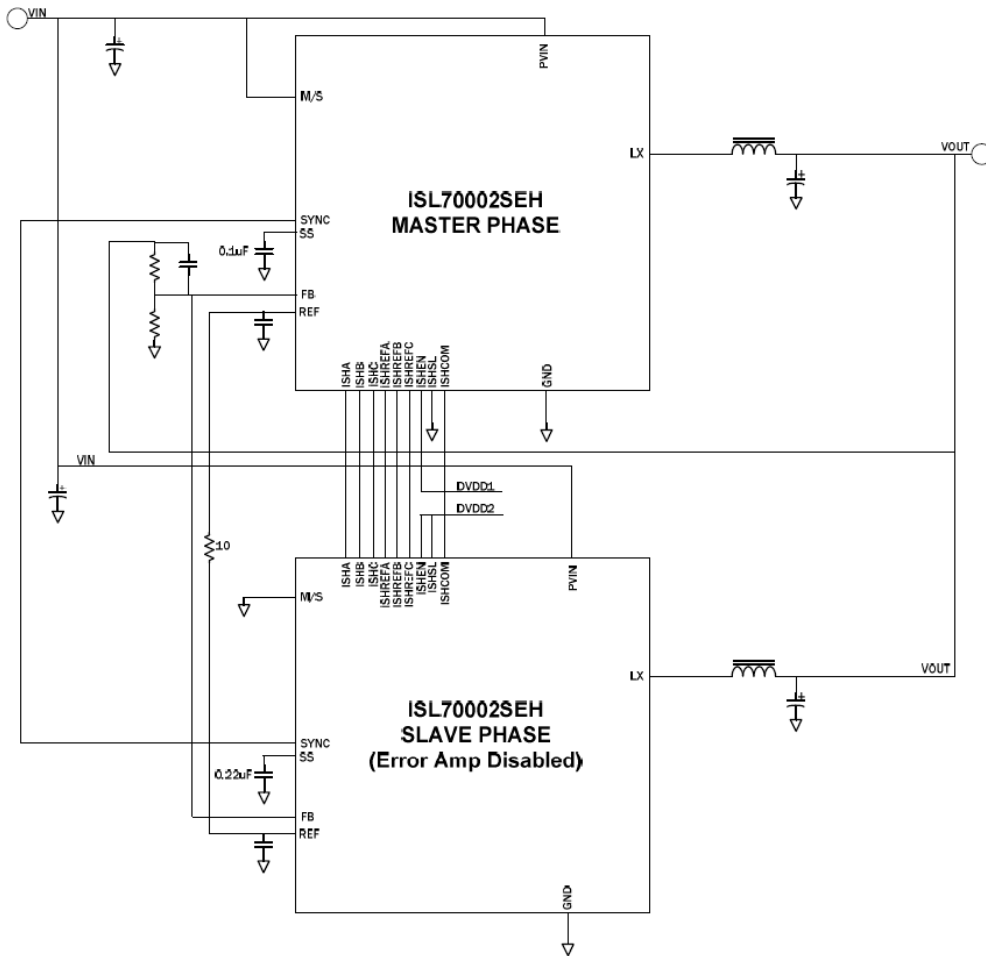 VIN
PVIN
M/S
LX
VOUT
ISL70002SEH
MASTER PHASE
SYNC
SS
0.1uF
FB
REF
ISHA
ISHB
ISHC
ISHREFA
ISHREFB
ISHREFC
ISHEN
ISHSL
ISHCOM
GND
VIN
DVDD1
DVDD2
10
ISHA
ISHB
ISHC
ISHREFA
ISHREFB
ISHREFC
ISHEN
ISHSL
ISHCOM
PVIN
M/S
LX
VOUT
ISL70002SEH
SLAVE PHASE
(Error Amp Disabled)
SYNC
SS
0.22uF
FB
REF
GND